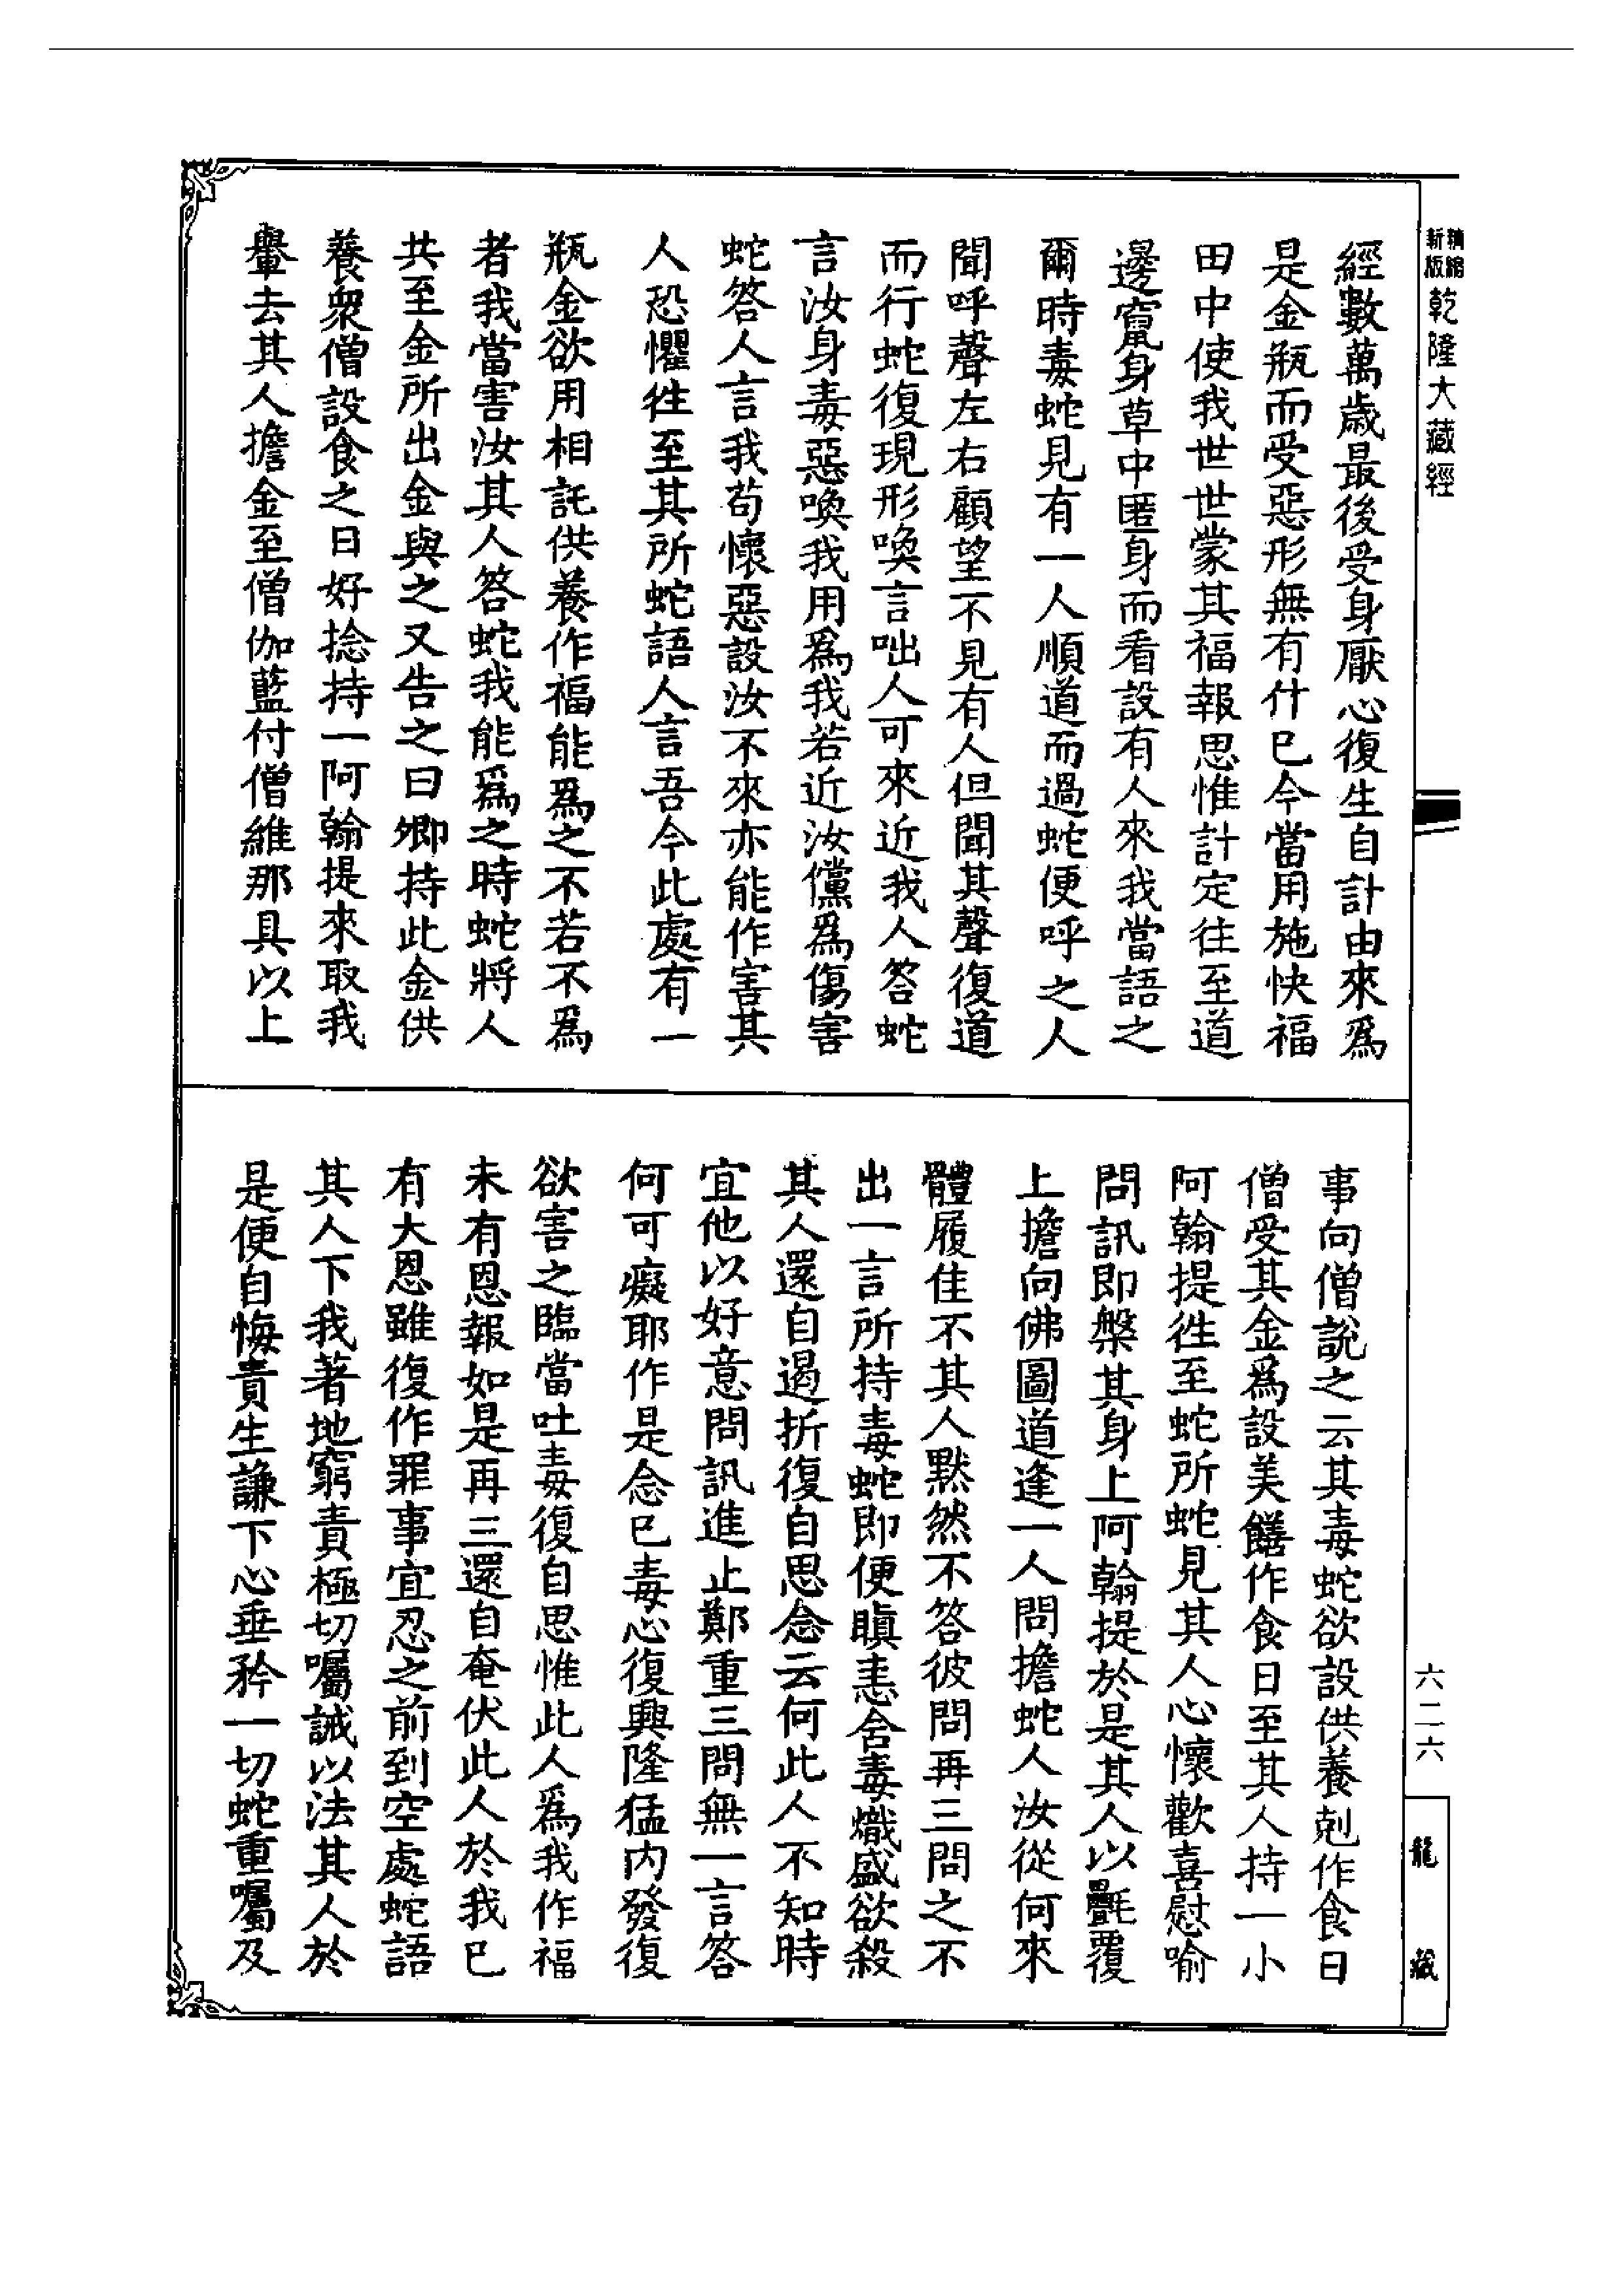 新版精縮乾隆大藏經
經數萬歲最後受身厭心復生自計由來爲
是金瓶而受惡形無有什已今當用施快福
田中使我世世蒙其福報思惟計定往至道
邊竄身草中匿身而看設有人來我當語之
爾時毒蛇見有一人順道而過蛇便呼之人
聞呼聲左右顧望不見有人但聞其聲復道
而行蛇復現形喚言咄人可來近我人答蛇
言汝身毒惡喚我用爲我若近汝儻爲傷害
蛇答人言我苟懷惡設汝不來亦能作害其
人恐懼往至其所蛇語人言吾今此處有一
瓶金欲用相託供養作福能爲之不若不爲
者我當害汝其人答蛇我能爲之時蛇將人
共至金所出金與之又告之曰卿持此金供
養衆僧設食之日好捻持一阿翰提來取我
轝去其人擔金至僧伽藍付僧維那具以上
事向僧說之云其毒蛇欲設供養剋作食日
僧受其金爲設美饍作食日至其人持一小
阿翰提往至蛇所蛇見其人心懷歡喜慰喻
問訊即槃其身上阿翰提於是其人以㲲覆
上擔向佛圖道逢一人問擔蛇人汝從何來
體履佳不其人默然不答彼問再三問之不
出一言所持毒蛇即便瞋恚含毒熾盛欲殺
其人還自遏折復自思念云何此人不知時
宜他以好意問訊進止鄭重三問無一言答
何可癡耶作是念已毒心復興隆猛內發復
欲害之臨當吐毒復自思惟此人爲我作福
未有恩報如是再三還自奄伏此人於我已
有大恩雖復作罪事宜忍之前到空處蛇語
其人下我著地窮責極切囑誡以法其人於
是便自悔責生謙下心垂矜一切蛇重囑及
六二六
龍藏